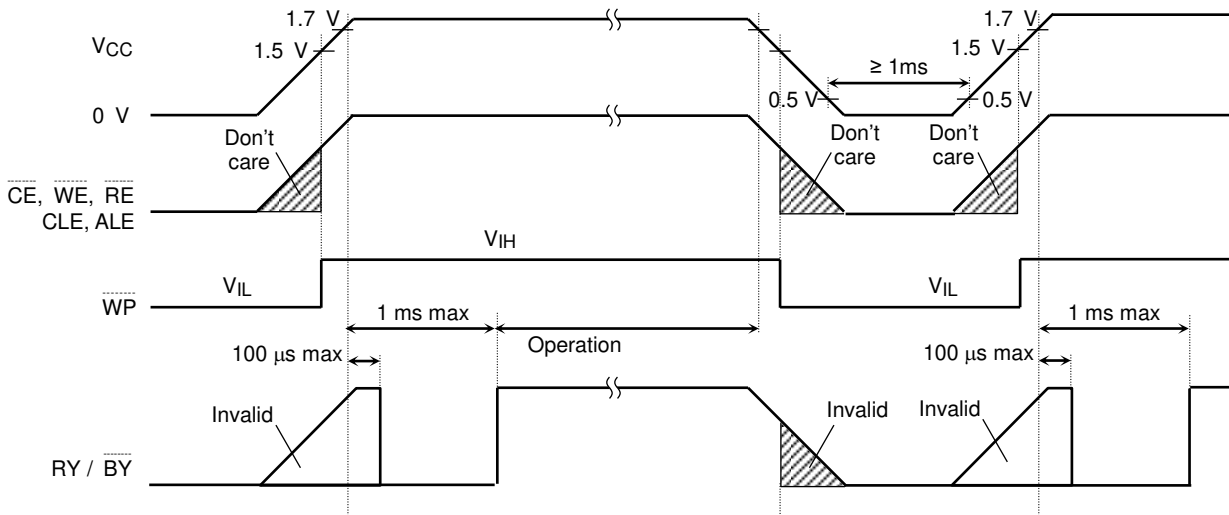 1.7 V
1.7 V
VCC
1.5 V
1.5 V
≥ 1ms
0.5 V
0.5 V
0 V
Don't
care
Don't
care
Don't
care
CE, WE, RE
CLE, ALE
VIH
VIL
VIL
WP
1 ms max
1 ms max
Operation
100 μs max
100 μs max
Invalid
Invalid
Invalid
RY / BY